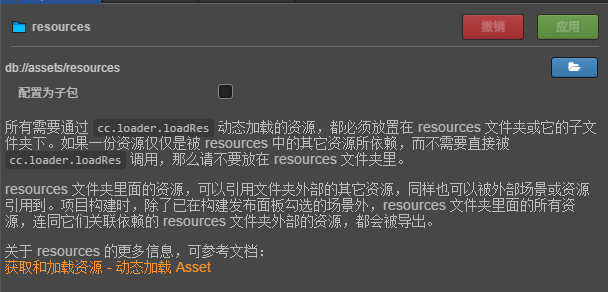 resources
撤销
应用
db://assets/resources
配置为子包
所有需要通过 cc.loader.loadRes 动态加载的资源，都必须放置在 resources 文件夹或它的子文
件夹下。如果一份资源仅仅是被 resources 中的其它资源所依赖，而不需要直接被
cc.loader.loadRes 调用，那么请不要放在 resources 文件夹里。
resources 文件夹里面的资源，可以引用文件夹外部的其它资源，同样也可以被外部场景或资源
引用到。项目构建时，除了已在构建发布面板勾选的场景外，resources 文件夹里面的所有资
源，连同它们关联依赖的 resources 文件夹外部的资源，都会被导出。
关于 resources 的更多信息，可参考文档：
获取和加载资源 - 动态加载 Asset